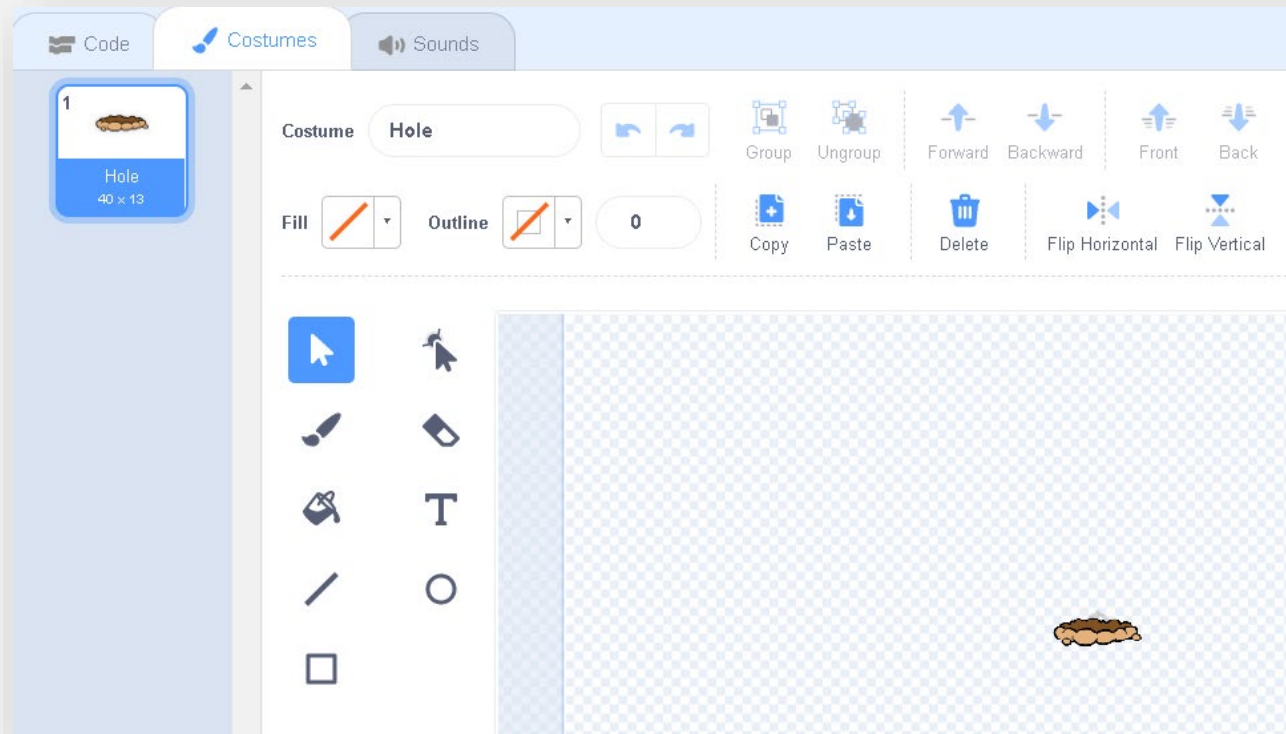 Code
Costumes
Sounds
1
Hole
40 × 13
Costume
Hole
Group
Ungroup
Forward
Backward
Front
Back
Fill
Outline
0
Copy
Paste
Delete
Flip Horizontal
Flip Vertical
T